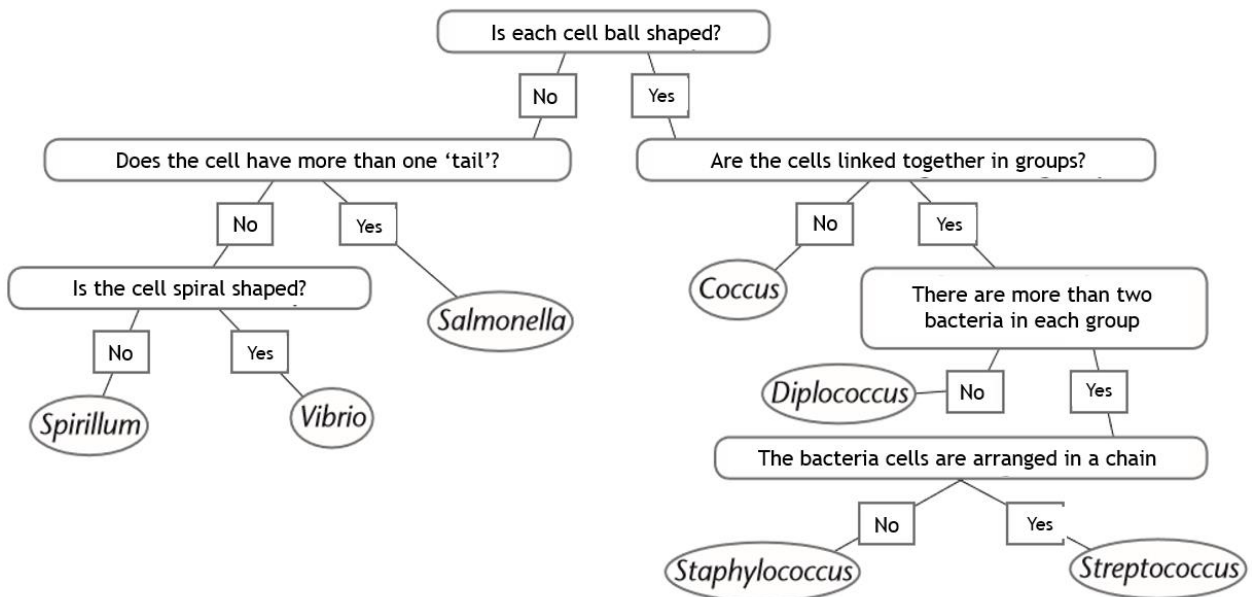 Is each cell ball shaped?
No
Yes
Does the cell have more than one ‘tail’?
Are the cells linked together in groups?
No
Yes
No
Yes
Is the cell spiral shaped?
Salmonella
Coccus
There are more than two
bacteria in each group
No
Yes
Diplococcus
No
Yes
Spirillum
Vibrio
The bacteria cells are arranged in a chain
No
Yes
Staphylococcus
Streptococcus